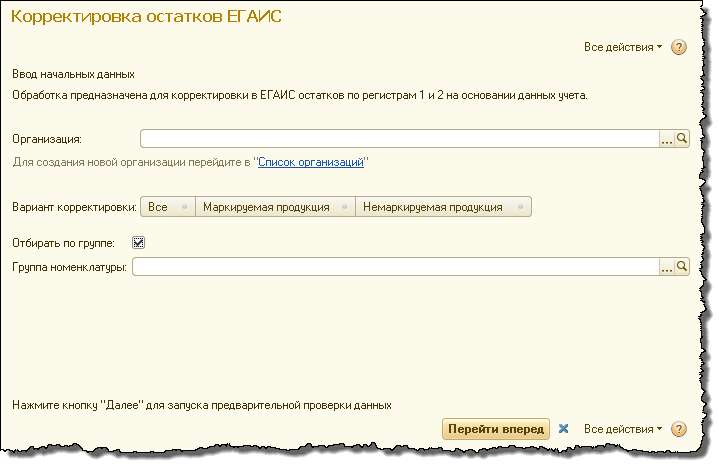 Корректировка остатков ЕГАИС
Все действия
Ввод начальных данных
Обработка предназначена для корректировки в ЕГАИС остатков по регистрам 1 и 2 на основании данных учета.
Организация:
Для создания новой организации перейдите в "Список организаций"
Вариант корректировки: Все Маркируемая продукция Немаркируемая продукция
Отбирать по группе:
Группа номенклатуры:
Нажмите кнопку "Далее" для запуска предварительной проверки данных
Перейти вперед Все действия